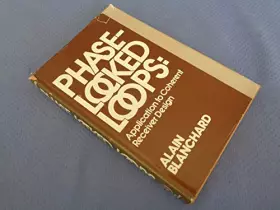 PHASE-
LOCKED
LOOPS:
Application to Coherent
Receiver Design
ALAIN
BLANCHARD